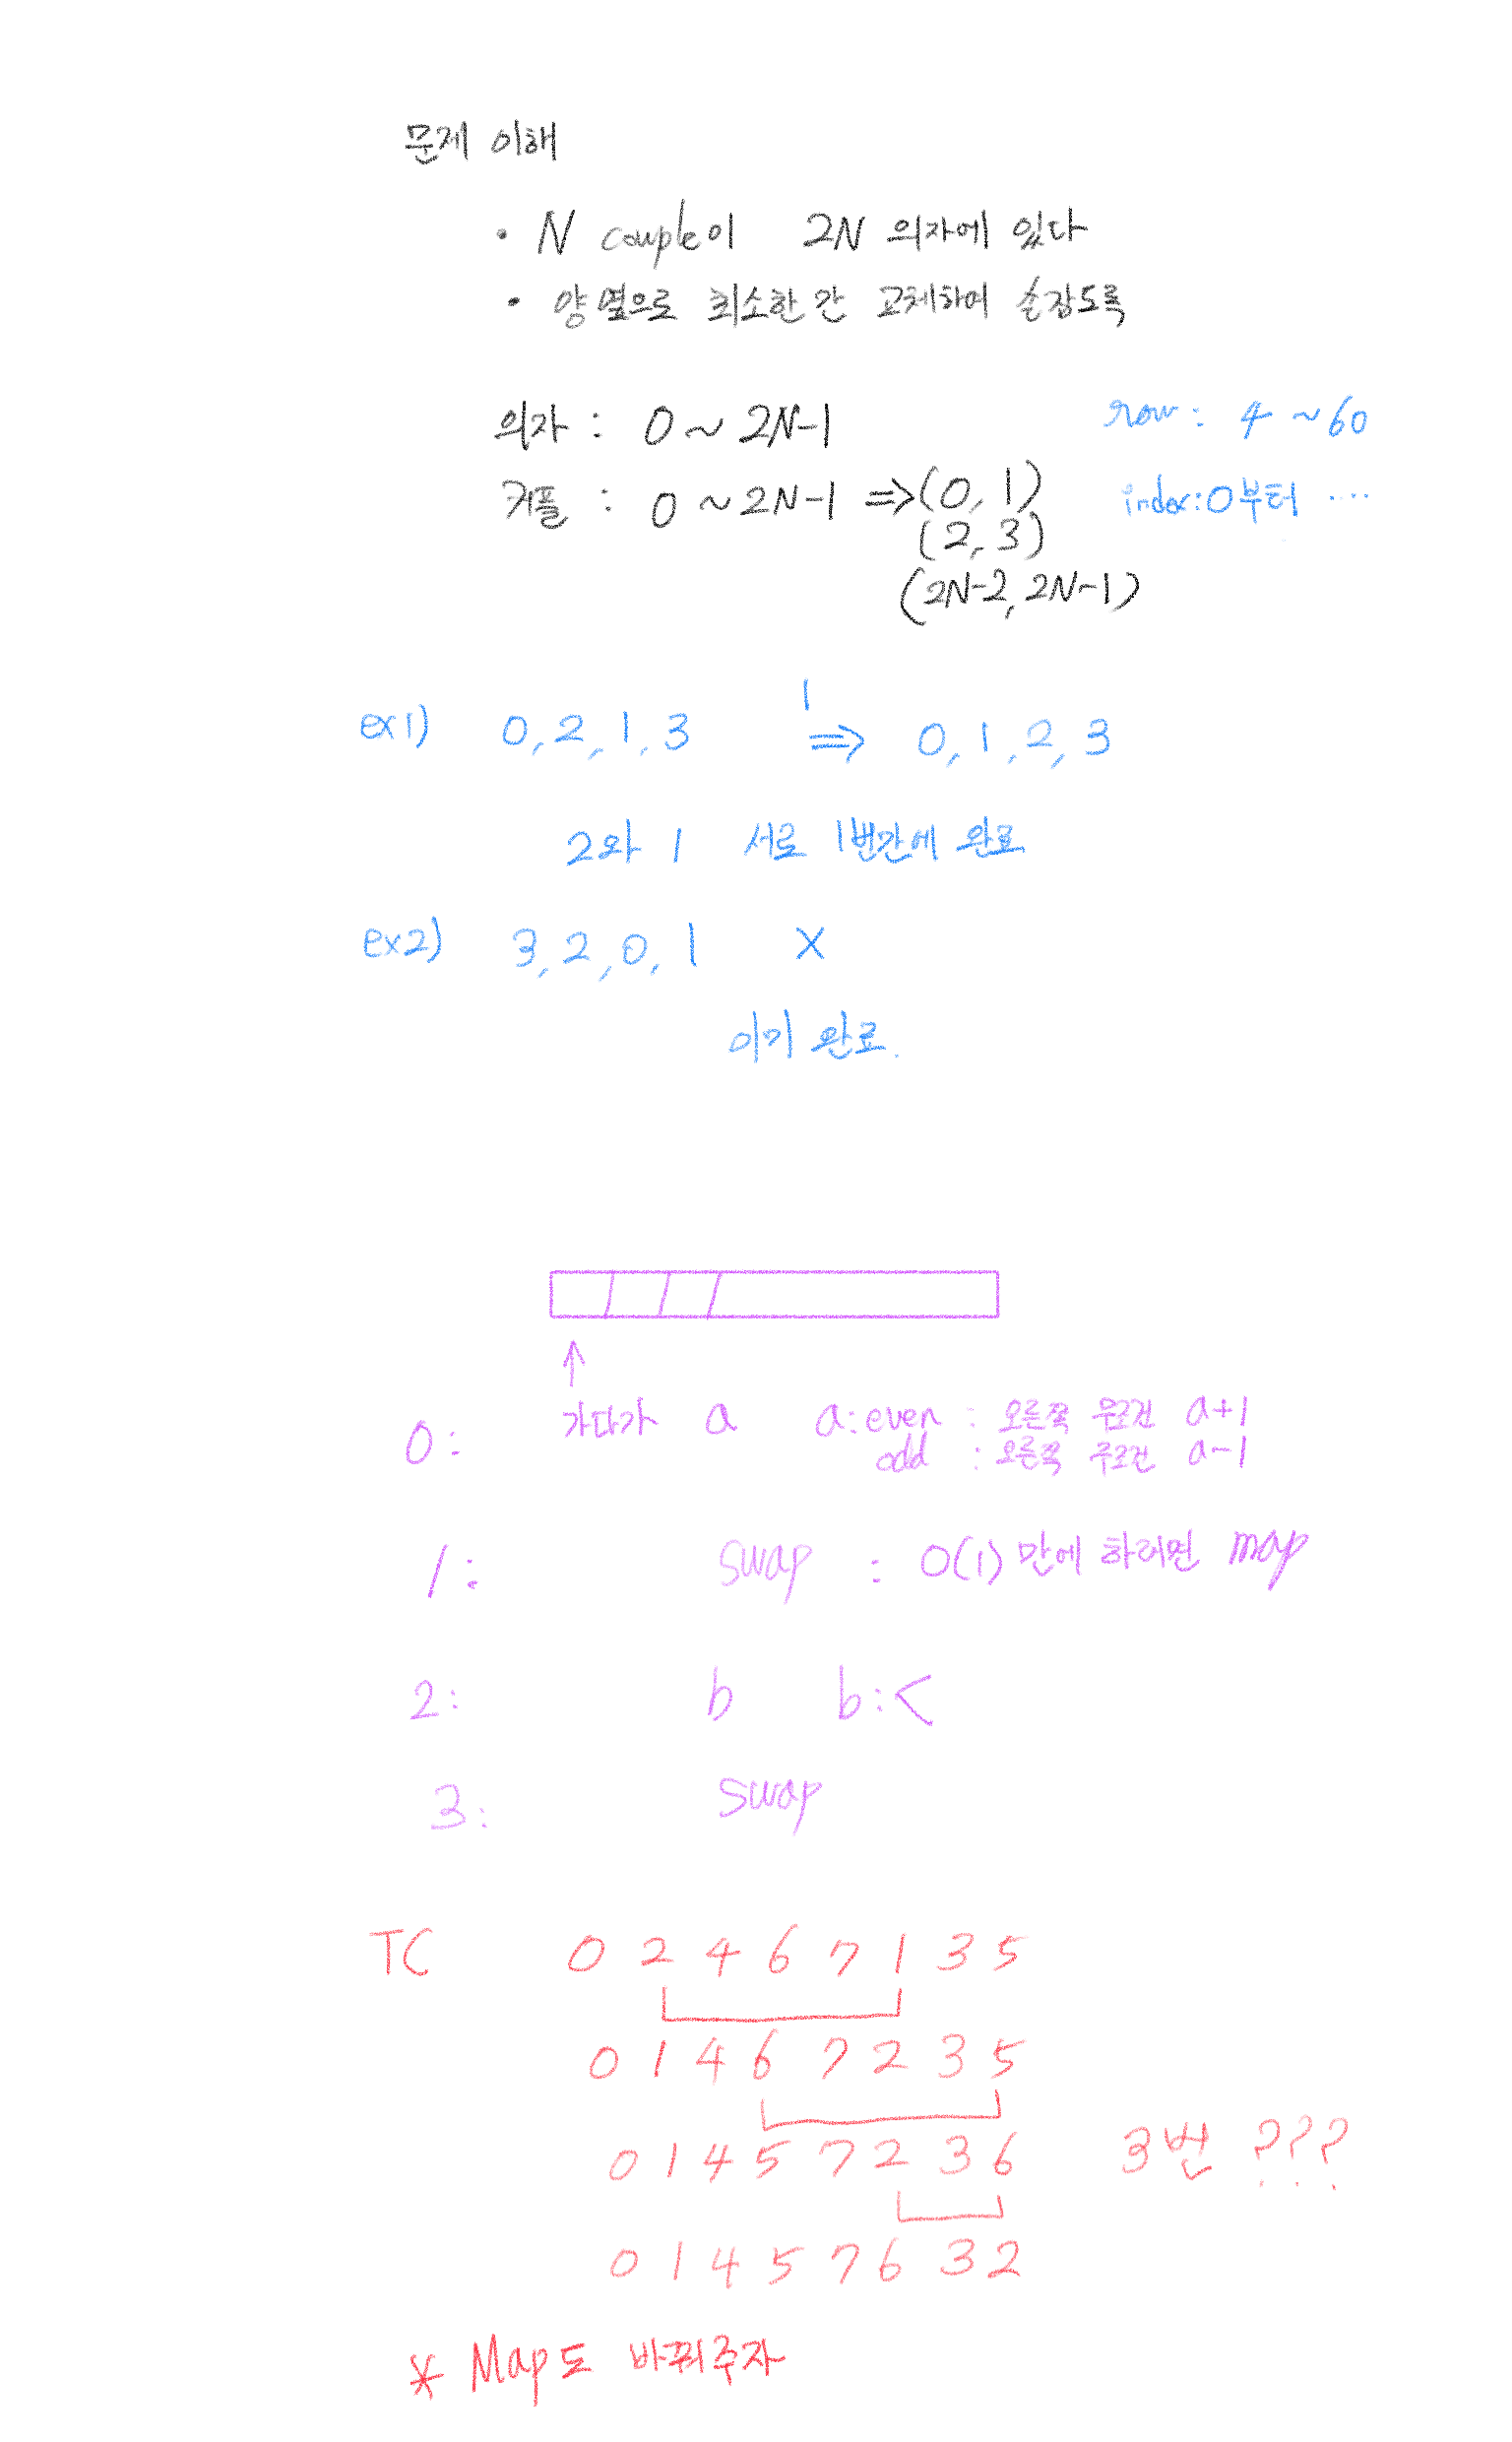 문제 이해
• N couple이 2N 의자에 있다
• 양옆으로 최소한 간 교체하여 손잡도록
의자 : 0 ~ 2N-1
row : 4 ~ 60
커플 : 0 ~ 2N-1 ⇒ (0, 1)
index : 0부터 ····
(2, 3)
(2N-2, 2N-1)
ex1) 0, 2, 1, 3 1 ⇒ 0, 1, 2, 3
2와 1 서로 1번만에 완료
ex2) 3, 2, 0, 1 X
이미 완료.
↑
0: 가다가 a a : even : 오른쪽 무조건 a+1
odd : 오른쪽 무조건 a-1
1: swap : O(1) 만에 하려면 map
2: b b : <
3: swap
TC 0 2 4 6 7 1 3 5
0 1 4 6 7 2 3 5
0 1 4 5 7 2 3 6 3번 ???
0 1 4 5 7 6 3 2
* Map도 바꿔주자